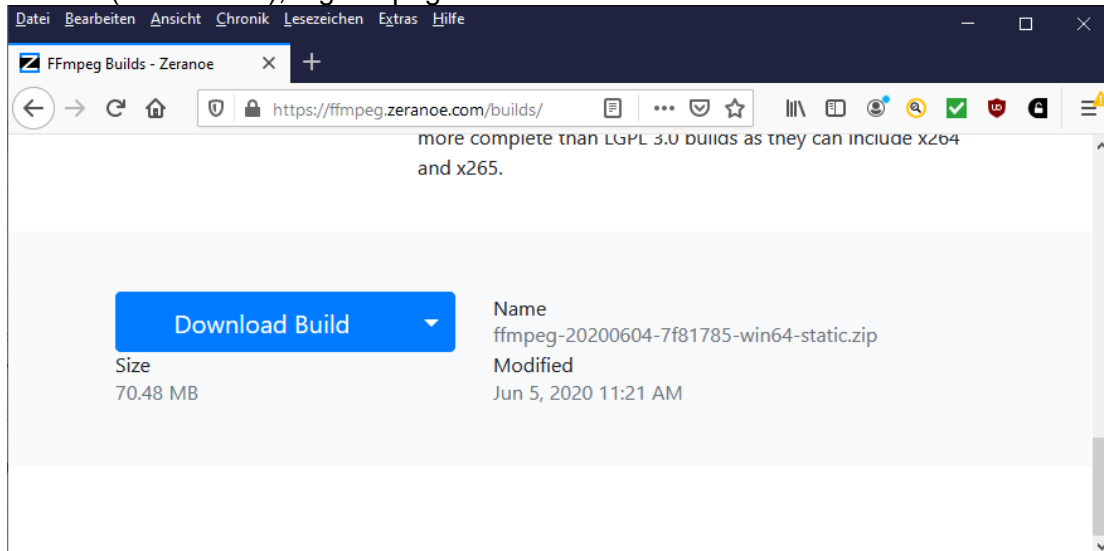 Datei Bearbeiten Ansicht Chronik Lesezeichen Extras Hilfe
FFmpeg Builds - Zeranoe
https://ffmpeg.zeranoe.com/builds/
more complete than LGPL 3.0 builds as they can include x264
and x265.
Download Build
Name
ffmpeg-20200604-7f81785-win64-static.zip
Size
Modified
70.48 MB
Jun 5, 2020 11:21 AM